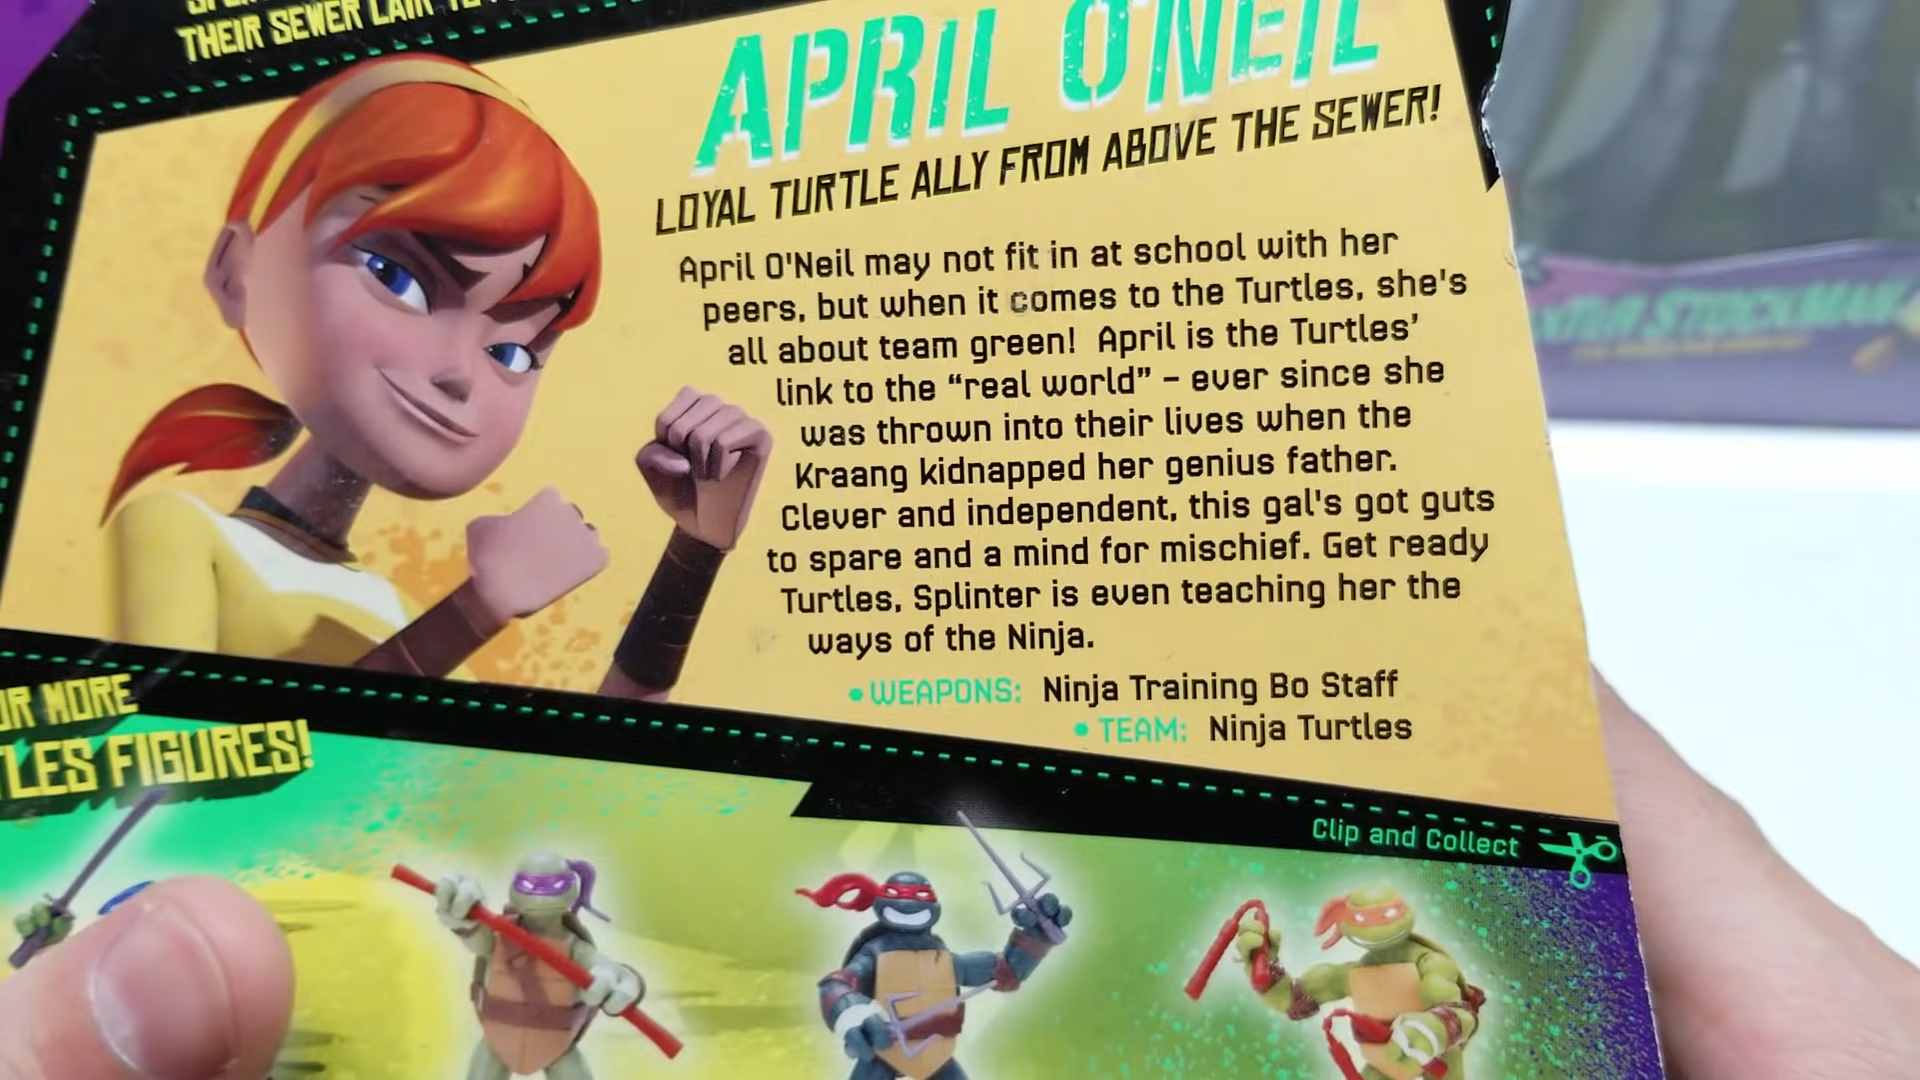 THEIR SEWER LAIR
APRIL O'NEIL
LOYAL TURTLE ALLY FROM ABOVE THE SEWER!
April O'Neil may not fit in at school with her
peers, but when it comes to the Turtles, she's
all about team green! April is the Turtles’
link to the “real world” – ever since she
was thrown into their lives when the
Kraang kidnapped her genius father.
Clever and independent, this gal's got guts
to spare and a mind for mischief. Get ready
Turtles, Splinter is even teaching her the
ways of the Ninja.
• WEAPONS: Ninja Training Bo Staff
• TEAM: Ninja Turtles
MORE
FIGURES!
Clip and Collect
STOCKMAN